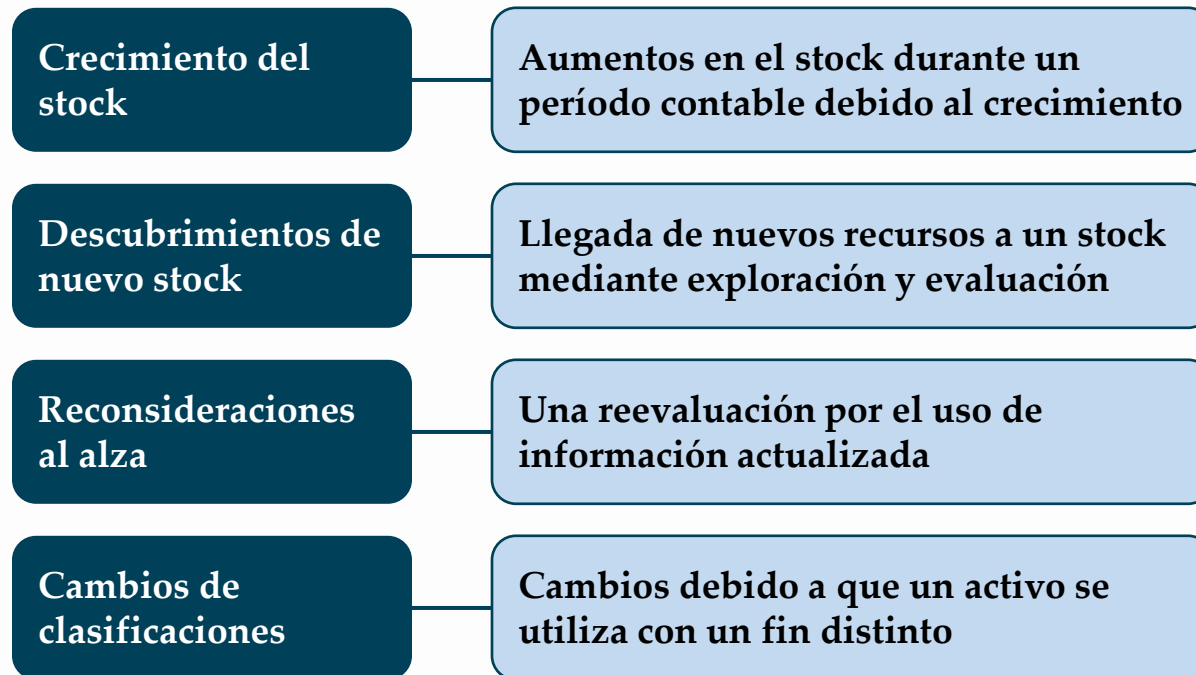 Crecimiento del
stock
Aumentos en el stock durante un
período contable debido al crecimiento
Descubrimientos de
nuevo stock
Llegada de nuevos recursos a un stock
mediante exploración y evaluación
Reconsideraciones
al alza
Una reevaluación por el uso de
información actualizada
Cambios de
clasificaciones
Cambios debido a que un activo se
utiliza con un fin distinto